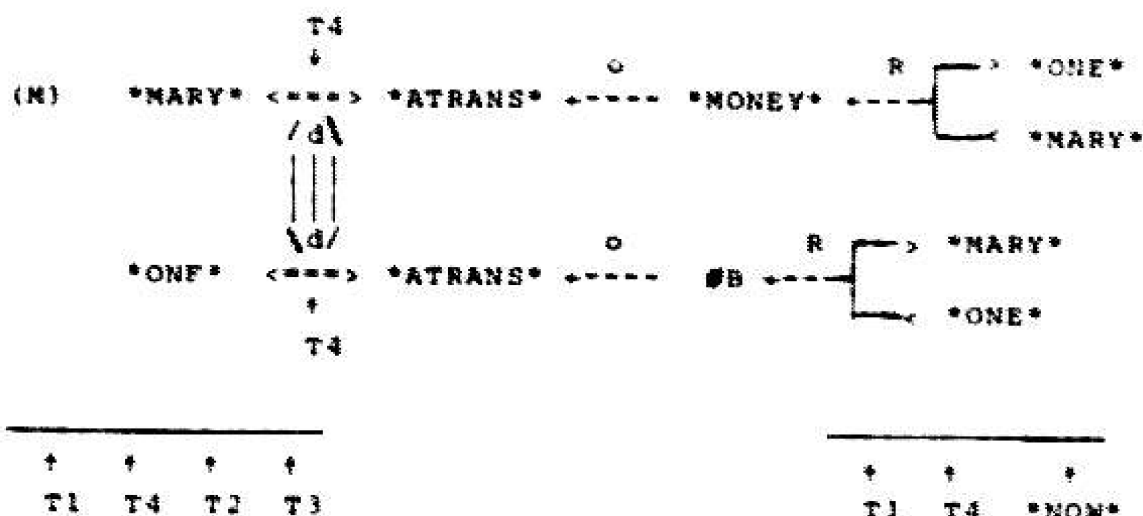 T4
o R *ONE*
(M) *MARY* <===> *ATRANS* <---- *MONEY* <---
/d\ *MARY*
\d/
o R *MARY*
*ONE* <===> *ATRANS* <---- #B <----
*ONE*
T4
T1 T4 T2 T3 T1 T4 *NOW*